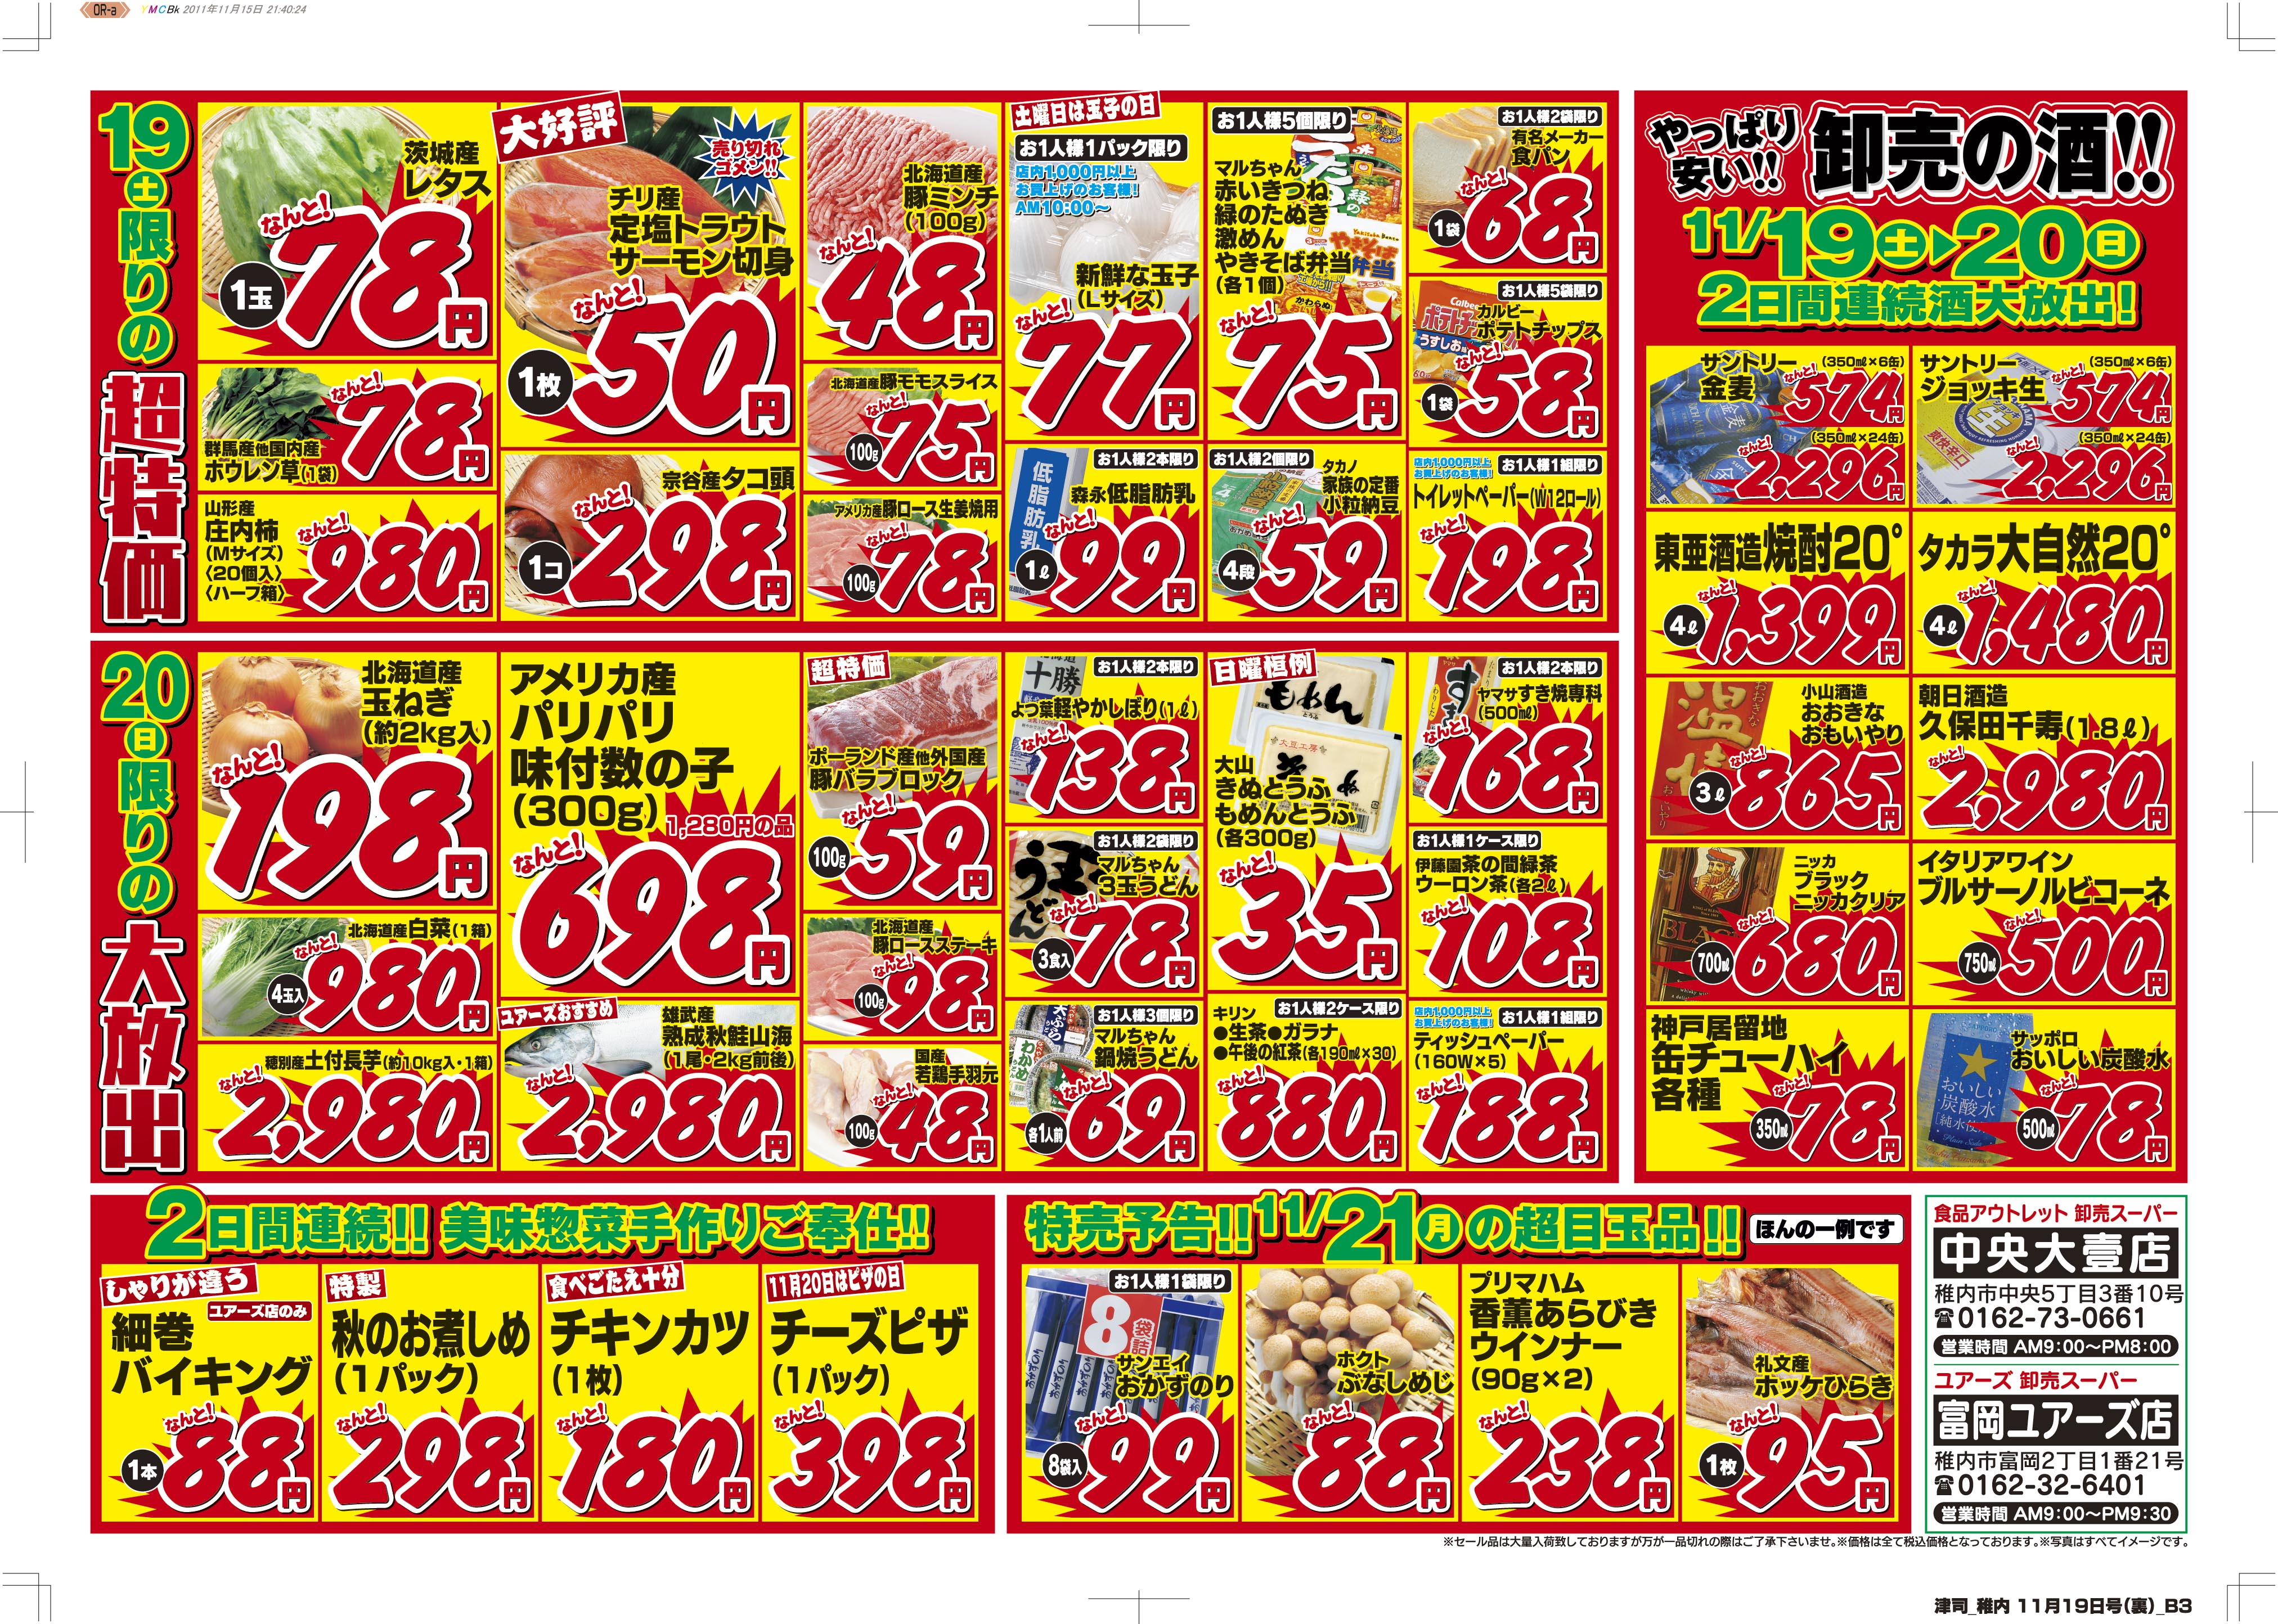 OR-a YMCBk 2011年11月15日 21:40:24
19(土)限りの超特価
茨城産
レタス
1玉
なんと!
78円
群馬産他国内産
ホウレン草(1袋)
なんと!
78円
山形産
庄内柿
(Mサイズ)
〈20個入〉
〈ハーフ箱〉
なんと!
980円
大好評
売り切れ
ゴメン!!
チリ産
定塩トラウト
サーモン切身
なんと!
1枚
50円
宗谷産タコ頭
なんと!
1コ
298円
北海道産
豚ミンチ
(100g)
なんと!
48円
北海道産豚モモスライス
なんと!
100g
75円
アメリカ産豚ロース生姜焼用
なんと!
100g
78円
土曜日は玉子の日
お1人様1パック限り
店内1,000円以上
お買上げのお客様!
AM10:00〜
新鮮な玉子
(Lサイズ)
なんと!
77円
お1人様2本限り
森永低脂肪乳
低脂肪乳
なんと!
1ℓ
99円
お1人様5個限り
マルちゃん
赤いきつね
緑のたぬき
激めん
やきそば弁当
(各1個)
なんと!
75円
お1人様2個限り
タカノ
家族の定番
小粒納豆
なんと!
4段
59円
お1人様2袋限り
有名メーカー
食パン
なんと!
1袋
68円
お1人様5袋限り
カルビー
ポテトチップス
Calbee
うすしお味
なんと!
1袋
58円
店内1,000円以上
お買上げのお客様!
お1人様1組限り
トイレットペーパー(W12ロール)
なんと!
198円
20(日)限りの大放出
北海道産
玉ねぎ
(約2kg入)
なんと!
198円
北海道産白菜(1箱)
なんと!
4玉入
980円
穂別産土付長芋(約10kg入・1箱)
なんと!
2,980円
アメリカ産
パリパリ
味付数の子
(300g)
1,280円の品
なんと!
698円
ユアーズおすすめ
雄武産
熟成秋鮭山海
(1尾・2kg前後)
なんと!
2,980円
超特価
ポーランド産他外国産
豚バラブロック
なんと!
100g
59円
北海道産
豚ロースステーキ
なんと!
100g
98円
国産
若鶏手羽元
なんと!
100g
48円
お1人様2本限り
十勝
よつ葉軽やかしぼり(1ℓ)
なんと!
138円
お1人様2袋限り
マルちゃん
3玉うどん
なんと!
3食入
78円
お1人様3個限り
マルちゃん
鍋焼うどん
なんと!
各1人前
69円
日曜恒例
もめん
大豆工房
大山
きぬとうふ
もめんとうふ
(各300g)
なんと!
35円
お1人様2ケース限り
キリン
●生茶●ガラナ
●午後の紅茶(各190㎖×30)
なんと!
880円
お1人様2本限り
ヤマサすき焼専科
(500㎖)
なんと!
168円
お1人様1ケース限り
伊藤園茶の間緑茶
ウーロン茶(各2ℓ)
なんと!
108円
店内1,000円以上
お買上げのお客様!
お1人様1組限り
ティッシュペーパー
(160W×5)
なんと!
188円
やっぱり
安い!!
卸売の酒!!
11/19(土)▶20(日)
2日間連続酒大放出!
サントリー
金麦
(350㎖×6缶)
なんと!
574円
(350㎖×24缶)
なんと!
2,296円
サントリー
ジョッキ生
(350㎖×6缶)
なんと!
574円
(350㎖×24缶)
なんと!
2,296円
爽快辛口
東亜酒造焼酎20°
なんと!
4ℓ
1,399円
タカラ大自然20°
なんと!
4ℓ
1,480円
小山酒造
おおきな
おもいやり
なんと!
3ℓ
865円
朝日酒造
久保田千寿(1.8ℓ)
なんと!
2,980円
ニッカ
ブラック
ニッカクリア
なんと!
700㎖
680円
イタリアワイン
ブルサーノルビコーネ
なんと!
750㎖
500円
神戸居留地
缶チューハイ
各種
なんと!
350㎖
78円
サッポロ
おいしい炭酸水
おいしい
炭酸水
なんと!
500㎖
78円
2日間連続!! 美味惣菜手作りご奉仕!!
しゃりが違う
ユアーズ店のみ
細巻
バイキング
なんと!
1本
88円
特製
秋のお煮しめ
(1パック)
なんと!
298円
食べごたえ十分
チキンカツ
(1枚)
なんと!
180円
11月20日はピザの日
チーズピザ
(1パック)
なんと!
398円
特売予告!! 11/21(月)の超目玉品!!
ほんの一例です
お1人様1袋限り
8袋詰
サンエイ
おかずのり
なんと!
8袋入
99円
ホクト
ぶなしめじ
なんと!
88円
プリマハム
香薫あらびき
ウインナー
(90g×2)
なんと!
238円
礼文産
ホッケひらき
なんと!
1枚
95円
食品アウトレット 卸売スーパー
中央大壹店
稚内市中央5丁目3番10号
☎0162-73-0661
営業時間 AM9:00〜PM8:00
ユアーズ 卸売スーパー
富岡ユアーズ店
稚内市富岡2丁目1番21号
☎0162-32-6401
営業時間 AM9:00〜PM9:30
※セール品は大量入荷致しておりますが万が一品切れの際はご了承下さいませ。※価格は全て税込価格となっております。※写真はすべてイメージです。
津司_稚内 11月19日号(裏)_B3